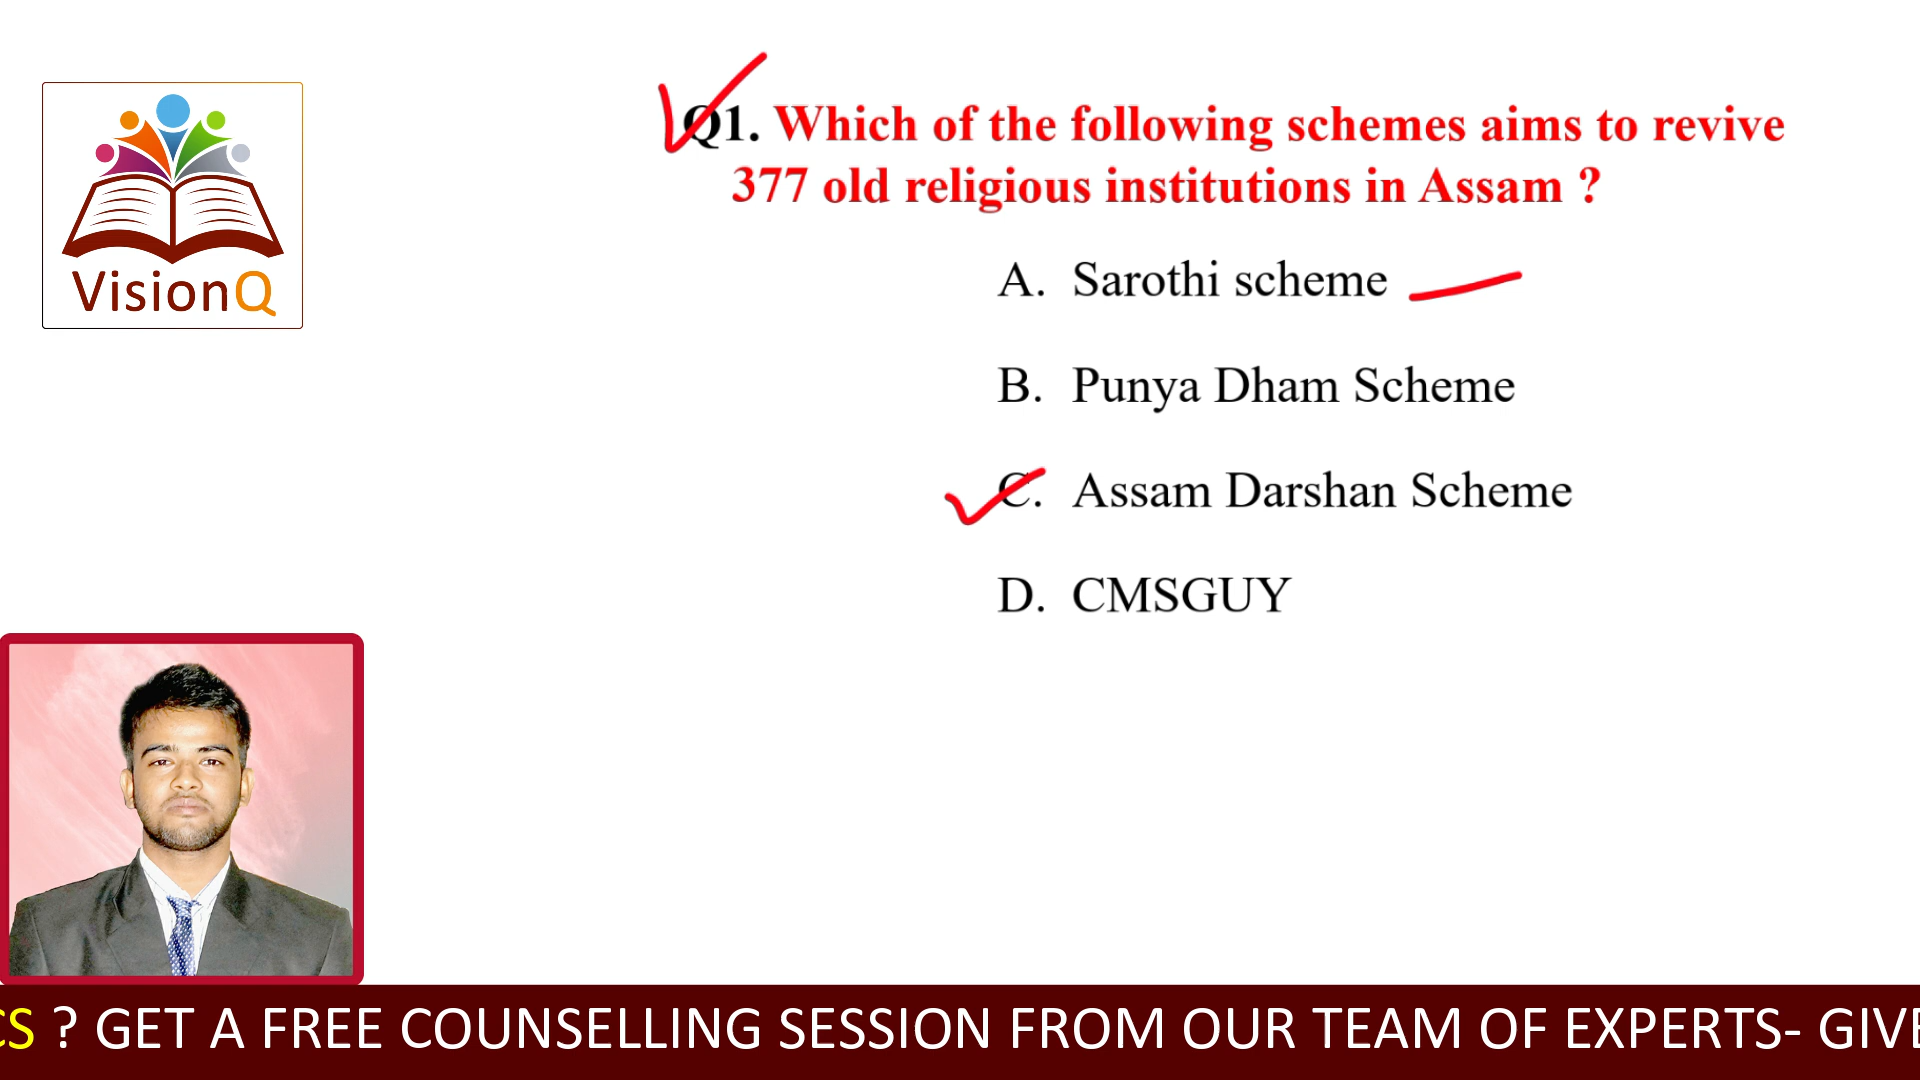 VisionQ
Q1. Which of the following schemes aims to revive
377 old religious institutions in Assam ?
A. Sarothi scheme
B. Punya Dham Scheme
C. Assam Darshan Scheme
D. CMSGUY
CS ? GET A FREE COUNSELLING SESSION FROM OUR TEAM OF EXPERTS- GIVE